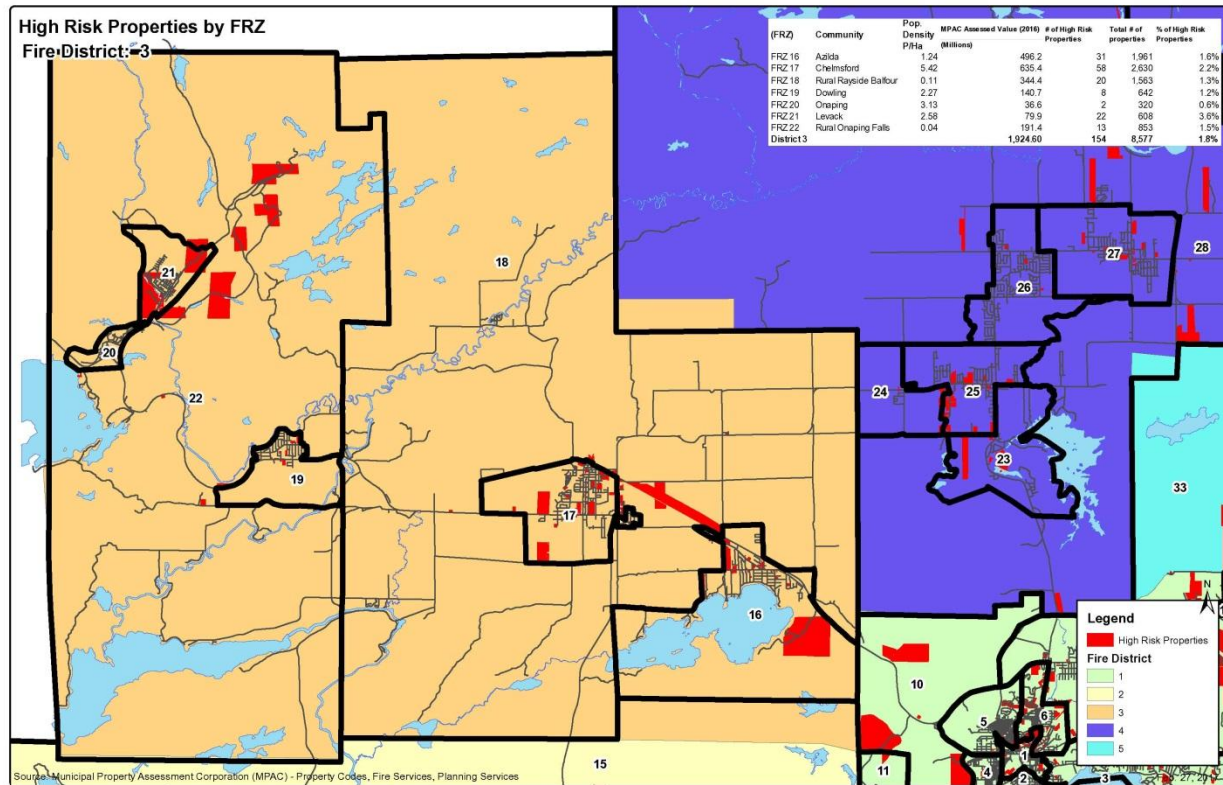 High Risk Properties by FRZ
Fire District: 3
(FRZ) Community Pop. Density P/Ha MPAC Assessed Value (2016) (Millions) # of High Risk Properties Total # of properties % of High Risk Properties
FRZ 16 Azilda 1.24 496.2 31 1,961 1.6%
FRZ 17 Chelmsford 5.42 635.4 58 2,630 2.2%
FRZ 18 Rural Rayside Balfour 0.11 344.4 20 1,563 1.3%
FRZ 19 Dowling 2.27 140.7 8 642 1.2%
FRZ 20 Onaping 3.13 36.6 2 320 0.6%
FRZ 21 Levack 2.58 79.9 22 608 3.6%
FRZ 22 Rural Onaping Falls 0.04 191.4 13 853 1.5%
District 3 1,924.60 154 8,577 1.8%
28
27
21
18
26
20
22
24
25
23
19
33
17
16
N
Legend
High Risk Properties
Fire District
1
2
3
4
5
10
5
6
1
15
11
4
2
3
Source: Municipal Property Assessment Corporation (MPAC) - Property Codes, Fire Services, Planning Services